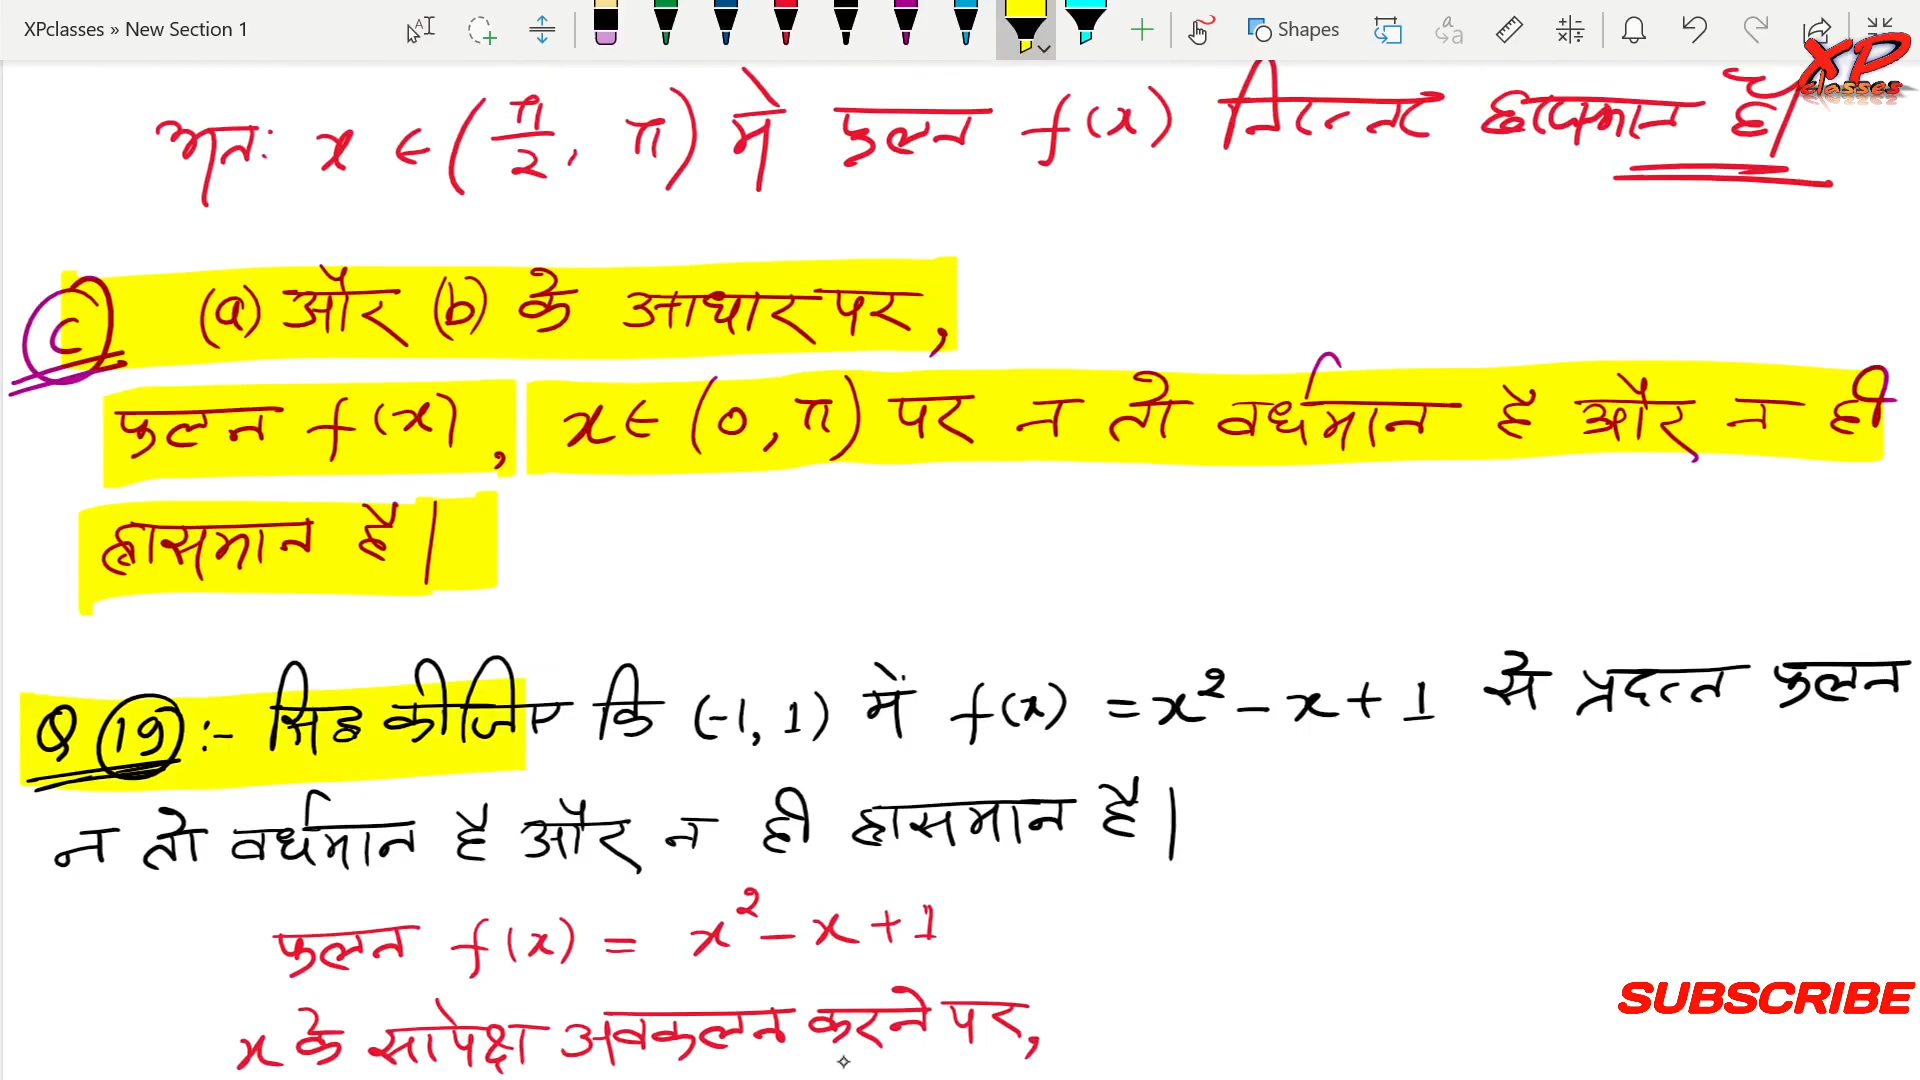 XPclasses » New Section 1
Shapes
XP
classes
अतः x ∈ (π/2, π) में फलन f(x) निरन्तर ह्रासमान है।
C (a) और (b) के आधार पर,
फलन f(x), x ∈ (0, π) पर न तो वर्धमान है और न ही
ह्रासमान है।
Q 19 :- सिद्ध कीजिए कि (-1, 1) में f(x) = x² - x + 1 से प्रदत्त फलन
न तो वर्धमान है और न ही ह्रासमान है।
फलन f(x) = x² - x + 1
x के सापेक्ष अवकलन करने पर,
SUBSCRIBE